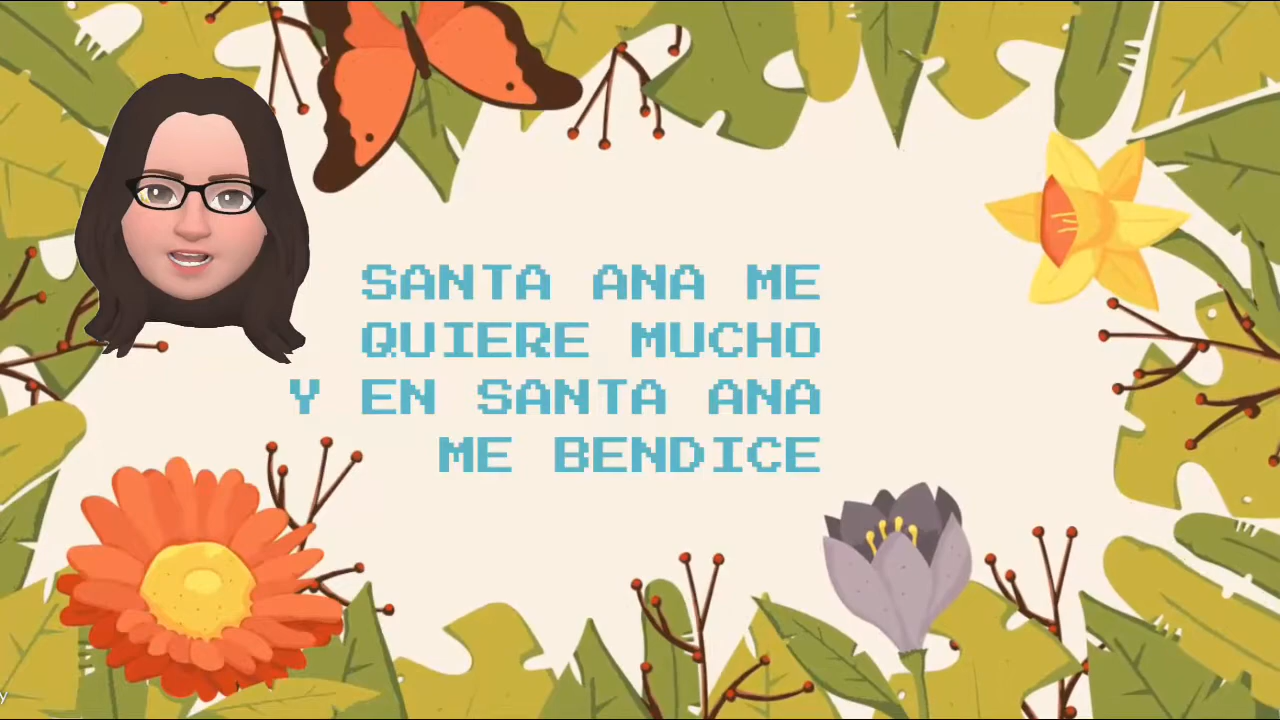 SANTA ANA ME
QUIERE MUCHO
Y EN SANTA ANA
ME BENDICE
y